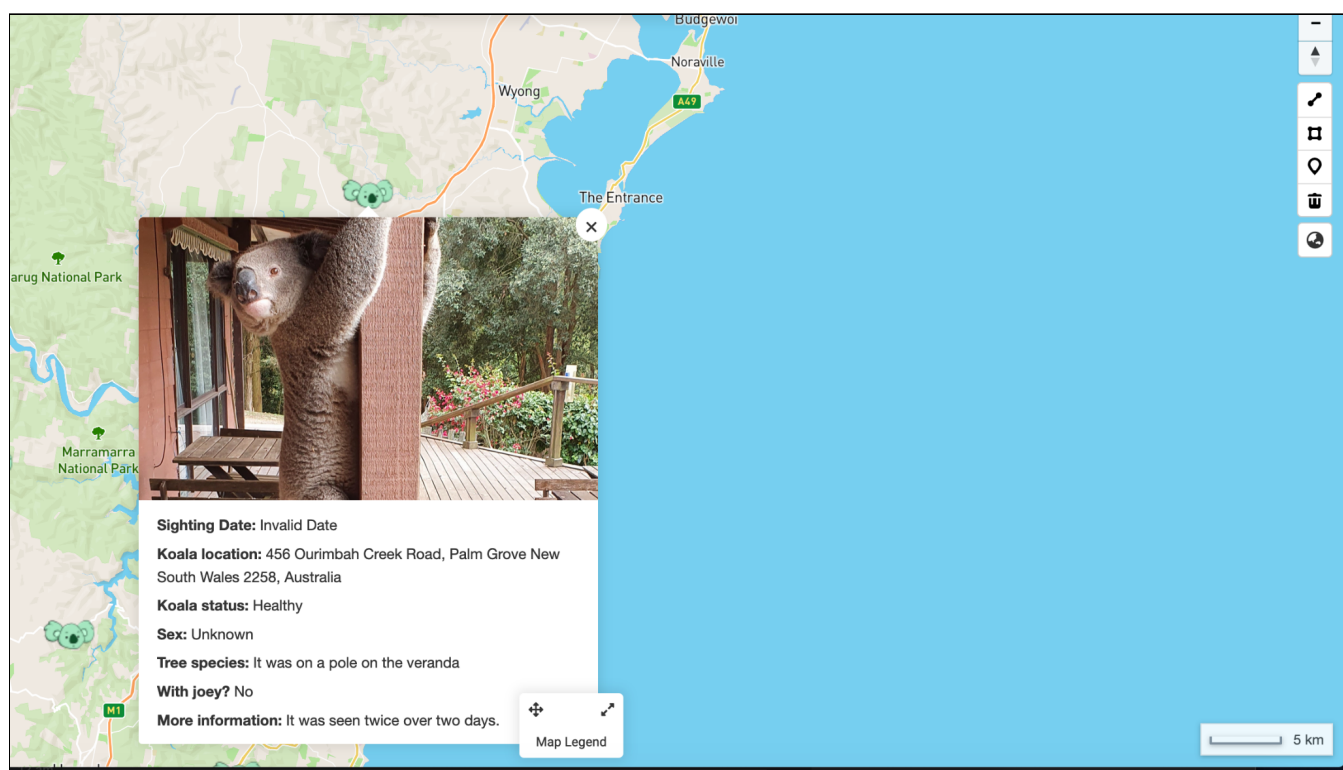 Budgewoi
Noraville
Wyong
A49
The Entrance
arug National Park
Marramarra
National Park
Sighting Date: Invalid Date
Koala location: 456 Ourimbah Creek Road, Palm Grove New
South Wales 2258, Australia
Koala status: Healthy
Sex: Unknown
Tree species: It was on a pole on the veranda
With joey? No
M1
More information: It was seen twice over two days.
Map Legend
5 km